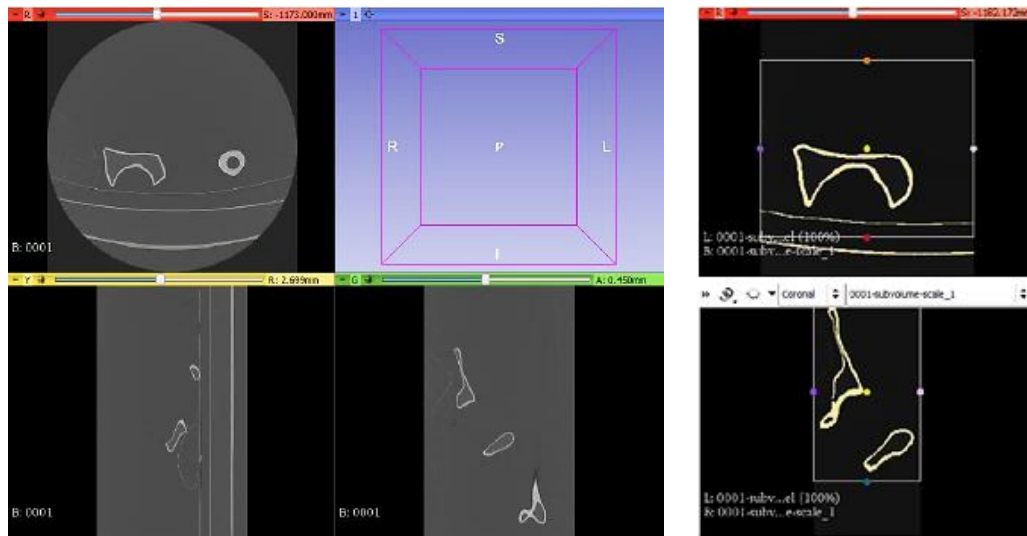 R S: -1173.000mm
1
S
R P L
I
B: 0001
Y R: 2.699mm
G A: 0.450mm
B: 0001
B: 0001
R S: -1182.172mm
L: 0001-subv...el (100%)
B: 0001-subv...e-scale_1
Coronal 0001-subvolume-scale_1
L: 0001-subv...el (100%)
B: 0001-subv...e-scale_1